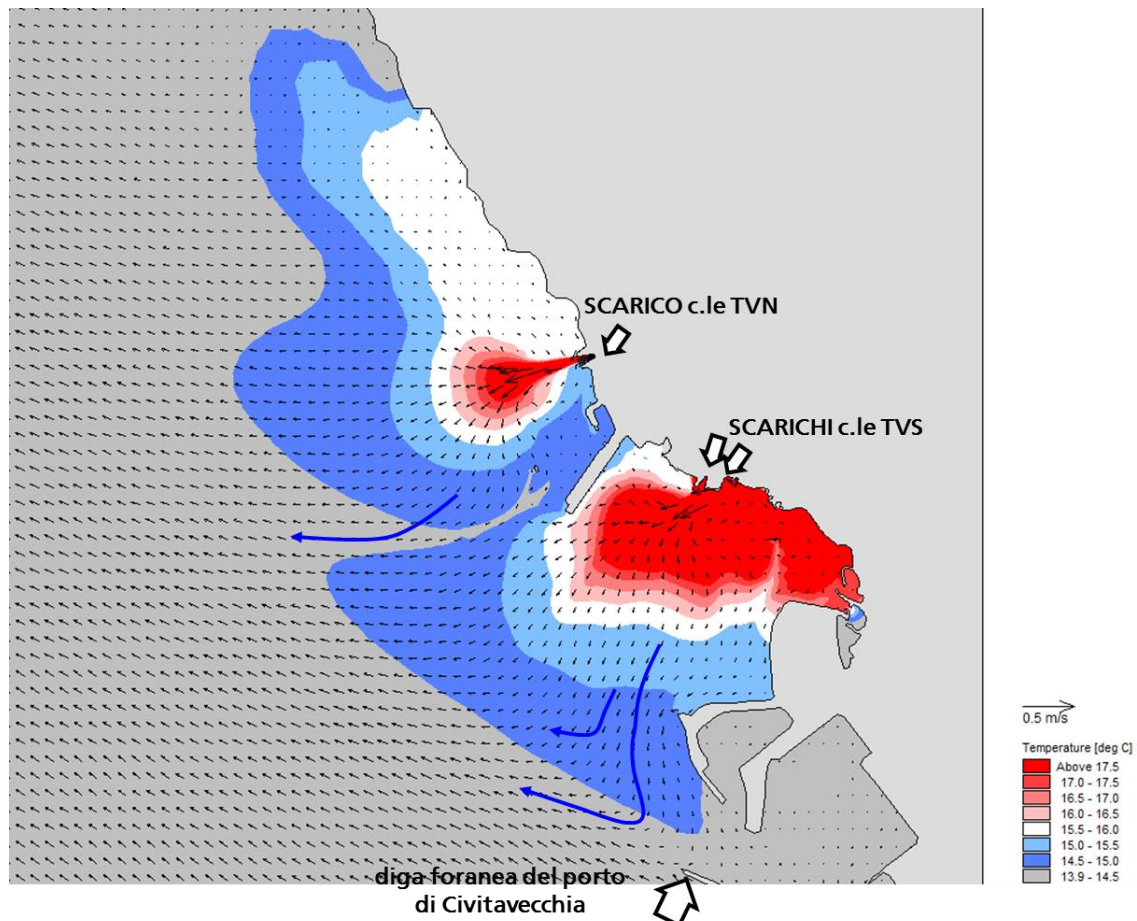 SCARICO c.le TVN
SCARICHI c.le TVS
diga foranea del porto
di Civitavecchia
0.5 m/s
Temperature [deg C]
Above 17.5
17.0 - 17.5
16.5 - 17.0
16.0 - 16.5
15.5 - 16.0
15.0 - 15.5
14.5 - 15.0
13.9 - 14.5